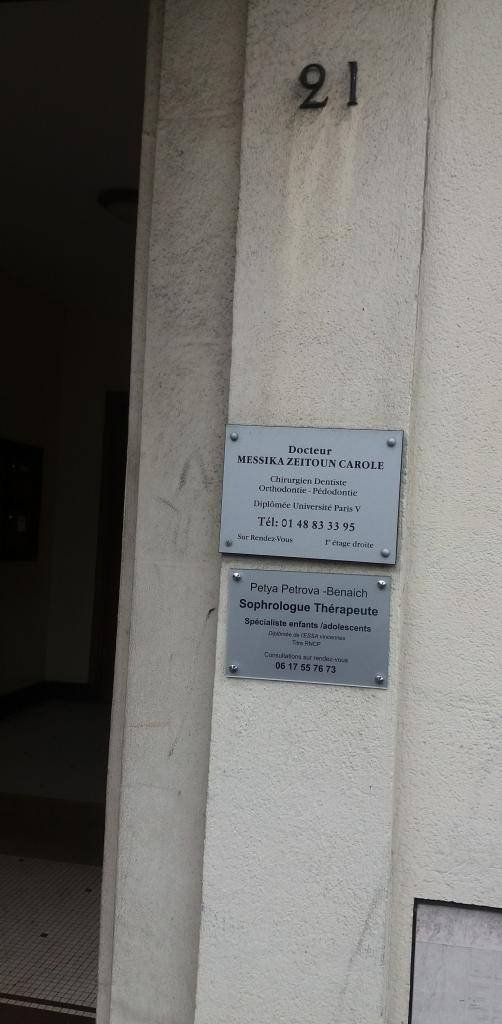 21
Docteur
MESSIKA ZEITOUN CAROLE
Chirurgien Dentiste
Orthodontie - Pédodontie
Diplômée Université Paris V
Tél: 01 48 83 33 95
Sur Rendez-Vous 1er étage droite
Petya Petrova -Benaich
Sophrologue Thérapeute
Spécialiste enfants /adolescents
Diplômée de l'ESSA vincennes
Titre RNCP
Consultations sur rendez-vous
06 17 55 76 73